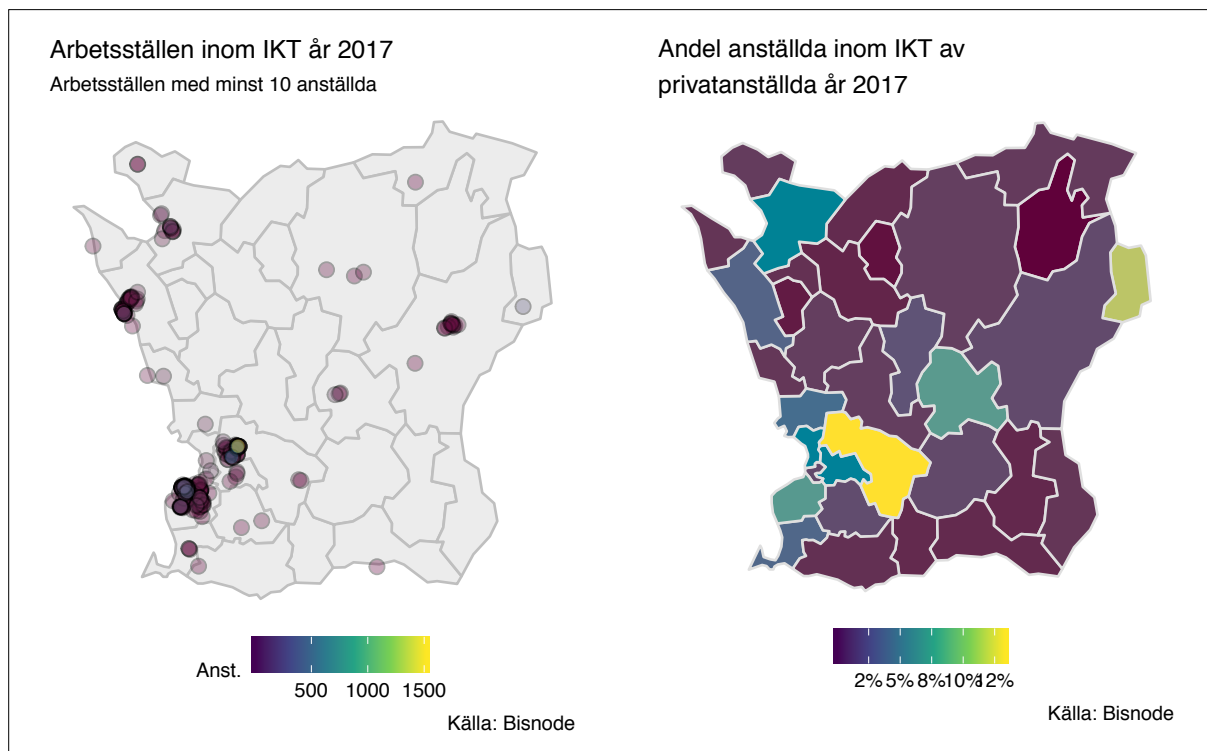 Arbetsställen inom IKT år 2017
Arbetsställen med minst 10 anställda
Anst.
500 1000 1500
Källa: Bisnode
Andel anställda inom IKT av
privatanställda år 2017
2% 5% 8% 10% 12%
Källa: Bisnode